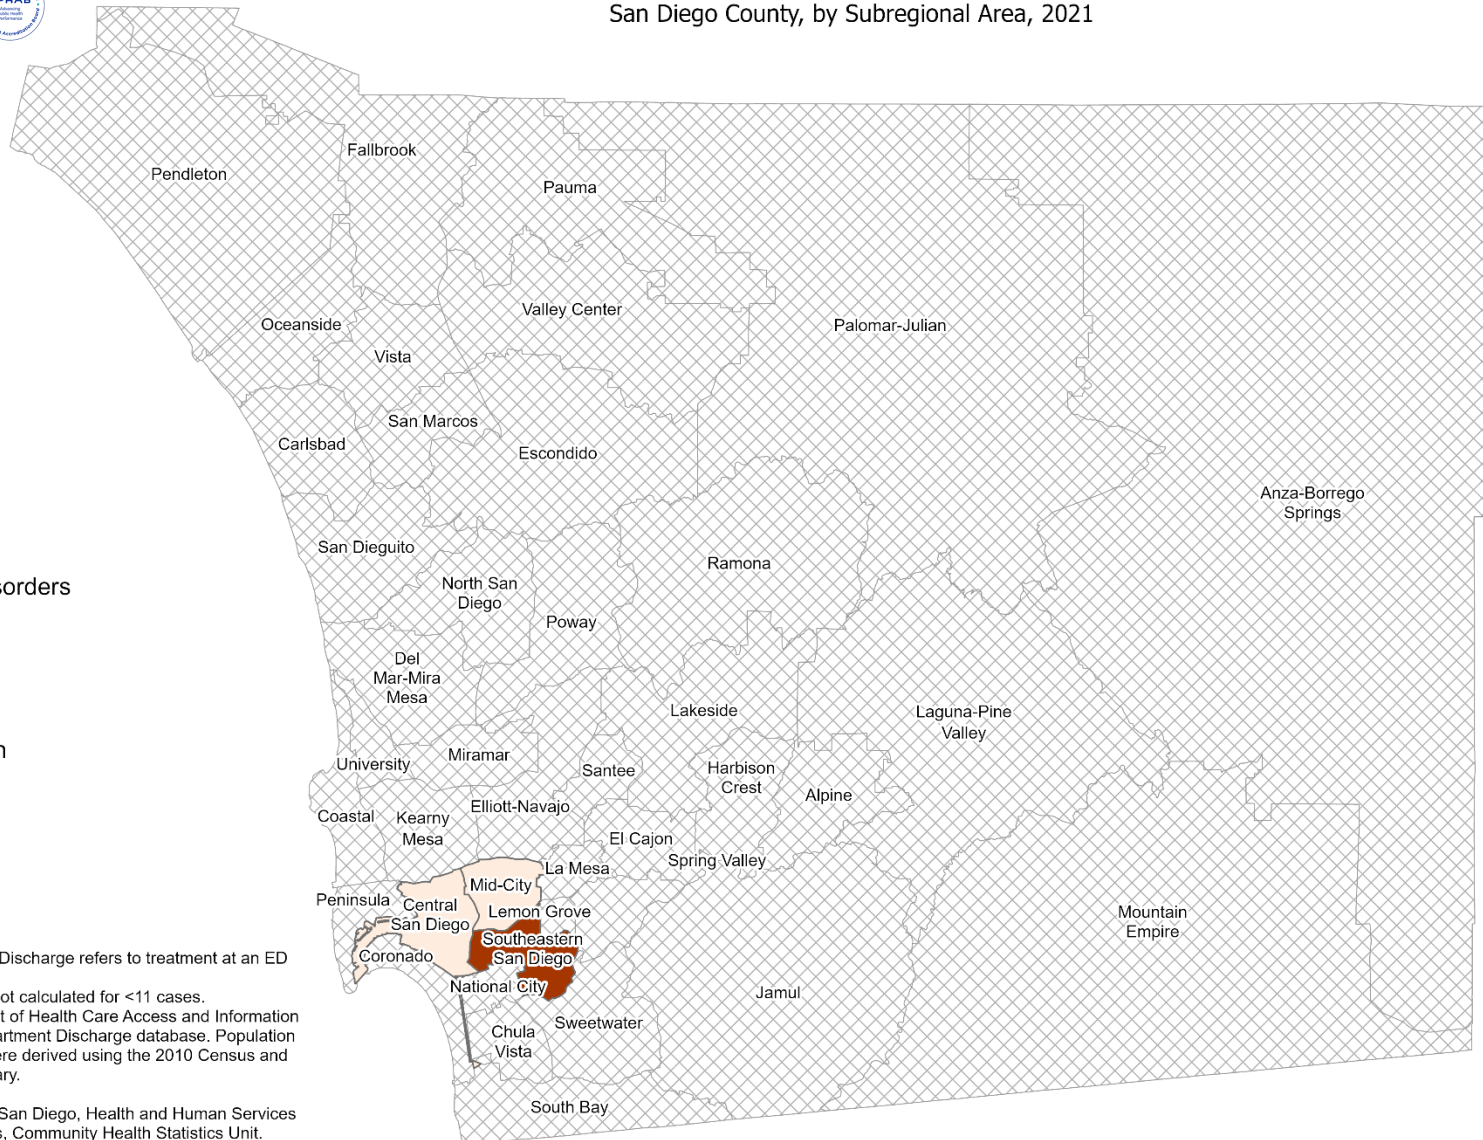 San Diego County, by Subregional Area, 2021
Fallbrook
Pendleton
Pauma
Valley Center
Oceanside
Palomar-Julian
Vista
San Marcos
Carlsbad
Escondido
Anza-Borrego
Springs
San Dieguito
Ramona
North San
Diego
sorders
Poway
Del
Mar-Mira
Mesa
Lakeside
Laguna-Pine
Valley
Miramar
University
Santee
Harbison
Crest
Alpine
Elliott-Navajo
Coastal
Kearny
Mesa
El Cajon
Spring Valley
La Mesa
Mid-City
Peninsula
Central
San Diego
Lemon Grove
Mountain
Empire
Southeastern
San Diego
Coronado
National City
Jamul
Sweetwater
Chula
Vista
South Bay
Discharge refers to treatment at an ED
ot calculated for <11 cases.
t of Health Care Access and Information
artment Discharge database. Population
ere derived using the 2010 Census and
ary.
San Diego, Health and Human Services
s, Community Health Statistics Unit.